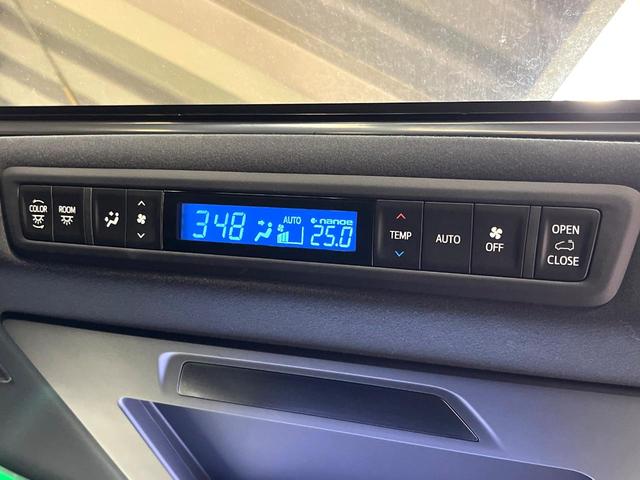 COLOR
ROOM
348
AUTO
nanoe
25.0
TEMP
AUTO
OFF
OPEN
CLOSE